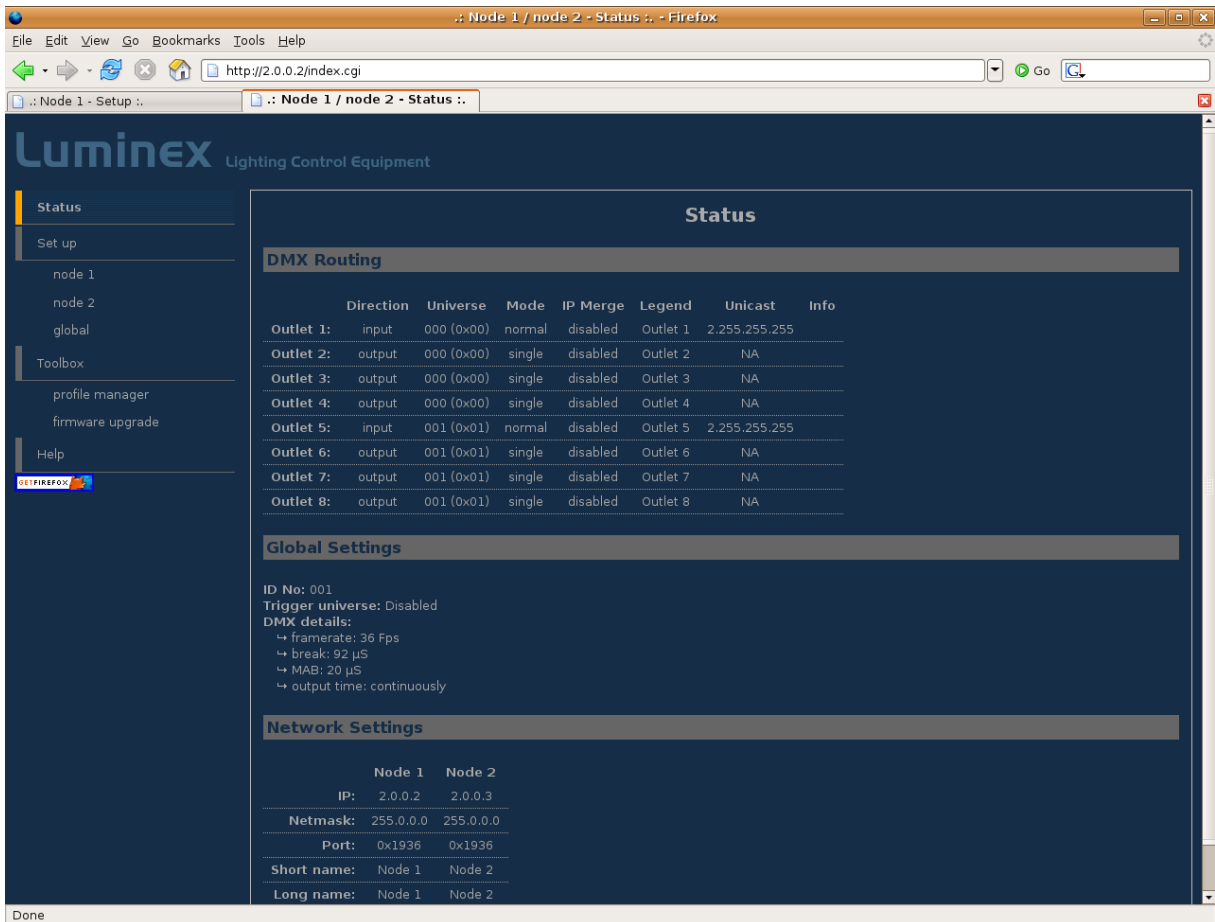 .: Node 1 / node 2 - Status :. - Firefox
File Edit View Go Bookmarks Tools Help
http://2.0.0.2/index.cgi Go
.: Node 1 - Setup :. .: Node 1 / node 2 - Status :.
Luminex Lighting Control Equipment
Status
Set up
node 1
node 2
global
Toolbox
profile manager
firmware upgrade
Help
GETFIREFOX
Status
DMX Routing
Direction Universe Mode IP Merge Legend Unicast Info
Outlet 1: input 000 (0x00) normal disabled Outlet 1 2.255.255.255
Outlet 2: output 000 (0x00) single disabled Outlet 2 NA
Outlet 3: output 000 (0x00) single disabled Outlet 3 NA
Outlet 4: output 000 (0x00) single disabled Outlet 4 NA
Outlet 5: input 001 (0x01) normal disabled Outlet 5 2.255.255.255
Outlet 6: output 001 (0x01) single disabled Outlet 6 NA
Outlet 7: output 001 (0x01) single disabled Outlet 7 NA
Outlet 8: output 001 (0x01) single disabled Outlet 8 NA
Global Settings
ID No: 001
Trigger universe: Disabled
DMX details:
↪ framerate: 36 Fps
↪ break: 92 µS
↪ MAB: 20 µS
↪ output time: continuously
Network Settings
Node 1 Node 2
IP: 2.0.0.2 2.0.0.3
Netmask: 255.0.0.0 255.0.0.0
Port: 0x1936 0x1936
Short name: Node 1 Node 2
Long name: Node 1 Node 2
Done